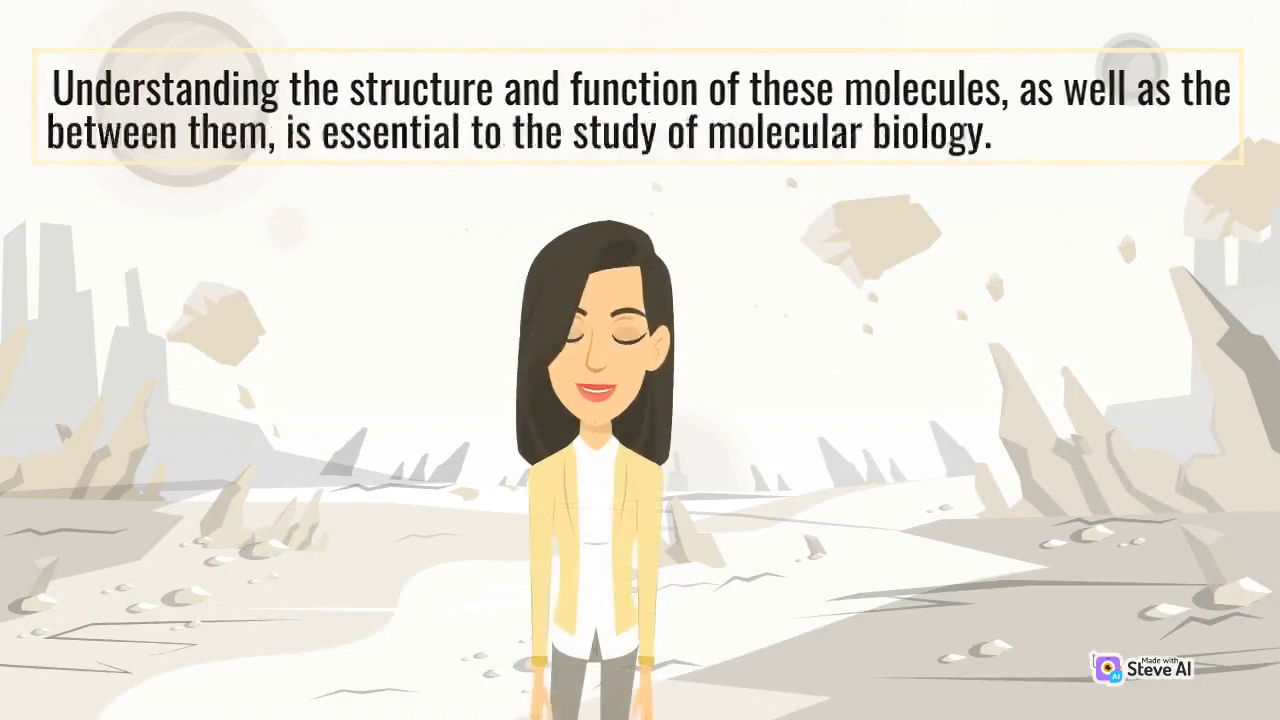 Understanding the structure and function of these molecules, as well as the
between them, is essential to the study of molecular biology.
Made with
Steve AI
AI